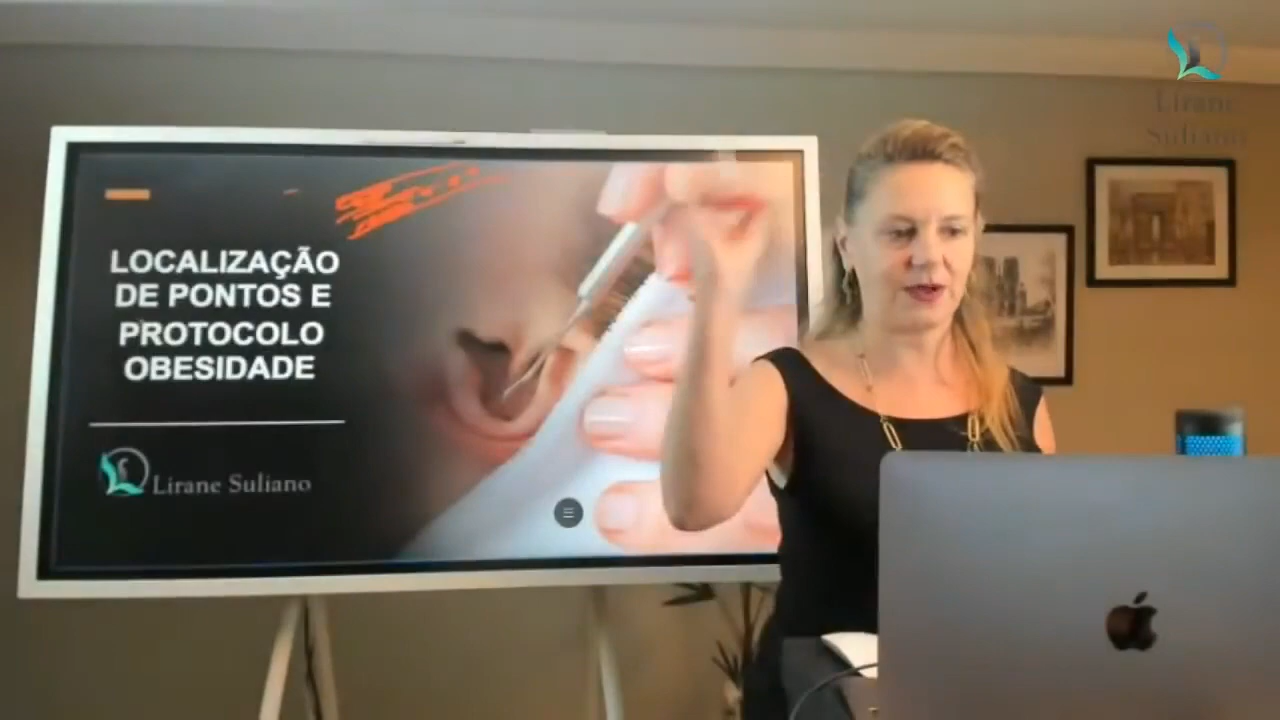 LOCALIZAÇÃO
DE PONTOS E
PROTOCOLO
OBESIDADE
Lirane Suliano
Lirane
Suliano